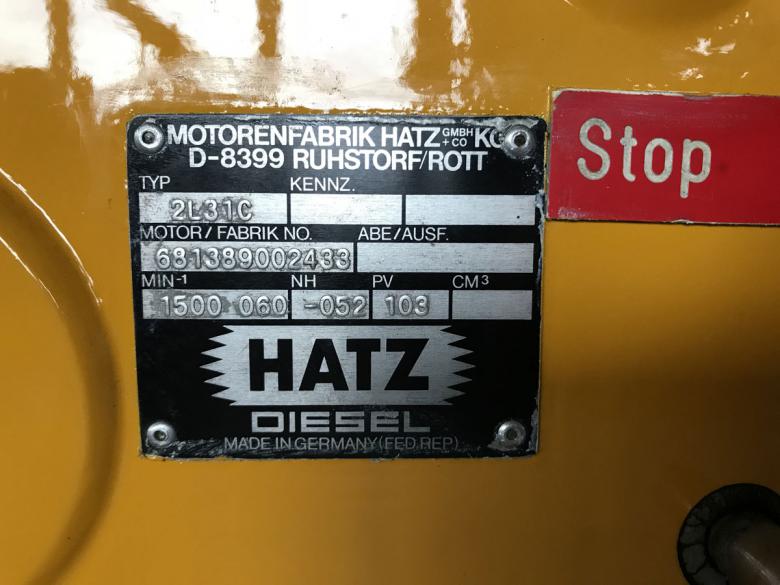 MOTORENFABRIK HATZ GMBH + CO KG
D-8399 RUHSTORF/ROTT
Stop
TYP KENNZ.
2L31C
MOTOR / FABRIK NO. ABE/AUSF.
681389002433
MIN-1 NH PV CM3
1500 060 -052 103
HATZ
DIESEL
MADE IN GERMANY (FED.REP)